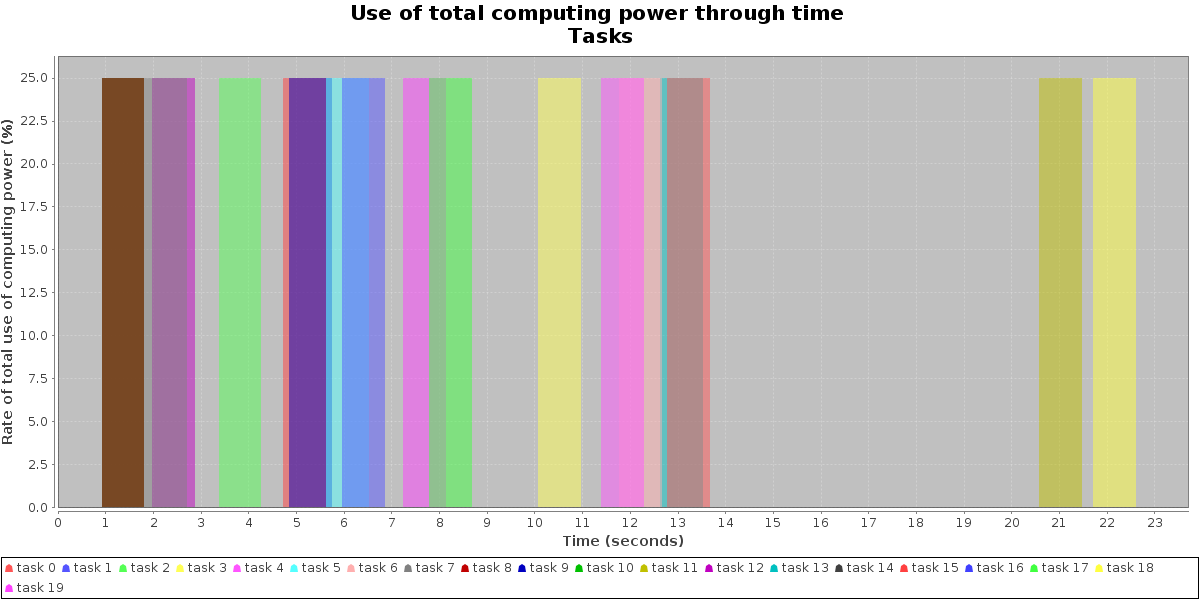 Use of total computing power through time
Tasks
Rate of total use of computing power (%)
25.0
22.5
20.0
17.5
15.0
12.5
10.0
7.5
5.0
2.5
0.0
0 1 2 3 4 5 6 7 8 9 10 11 12 13 14 15 16 17 18 19 20 21 22 23
Time (seconds)
task 0 task 1 task 2 task 3 task 4 task 5 task 6 task 7 task 8 task 9 task 10 task 11 task 12 task 13 task 14 task 15 task 16 task 17 task 18
task 19